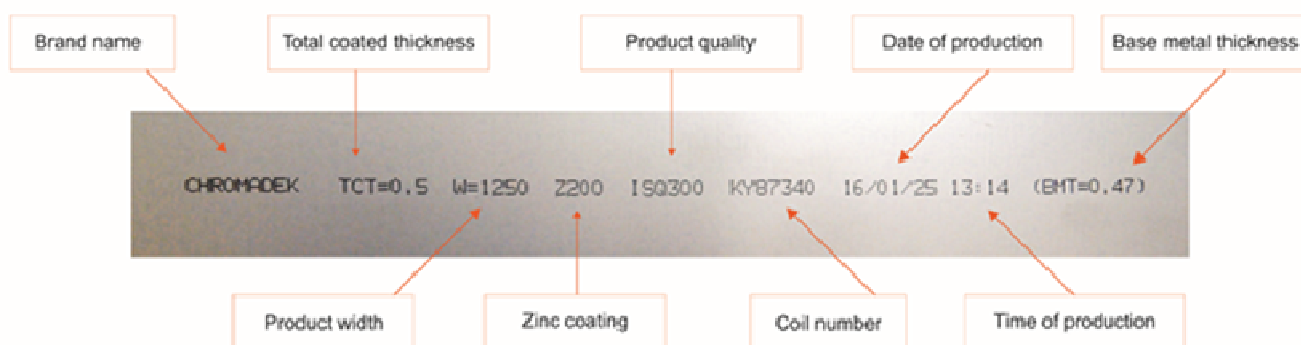 Brand name
Total coated thickness
Product quality
Date of production
Base metal thickness
CHROMADEK TCT=0.5 W=1250 Z200 ISQ300 KY87340 16/01/25 13:14 (BMT=0.47)
Product width
Zinc coating
Coil number
Time of production